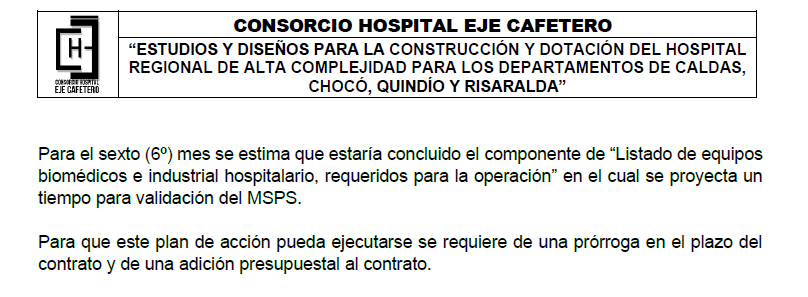 CONSORCIO HOSPITAL EJE CAFETERO
H
CONSORCIO HOSPITAL
EJE CAFETERO
“ESTUDIOS Y DISEÑOS PARA LA CONSTRUCCIÓN Y DOTACIÓN DEL HOSPITAL
REGIONAL DE ALTA COMPLEJIDAD PARA LOS DEPARTAMENTOS DE CALDAS,
CHOCÓ, QUINDÍO Y RISARALDA”
Para el sexto (6º) mes se estima que estaría concluido el componente de “Listado de equipos
biomédicos e industrial hospitalario, requeridos para la operación” en el cual se proyecta un
tiempo para validación del MSPS.
Para que este plan de acción pueda ejecutarse se requiere de una prórroga en el plazo del
contrato y de una adición presupuestal al contrato.